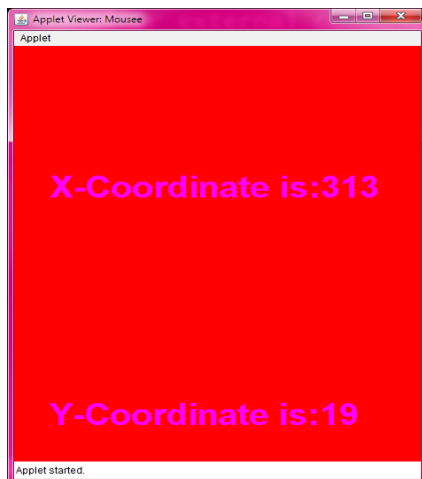 Applet Viewer: Mousee
Applet
X-Coordinate is:313
Y-Coordinate is:19
Applet started.